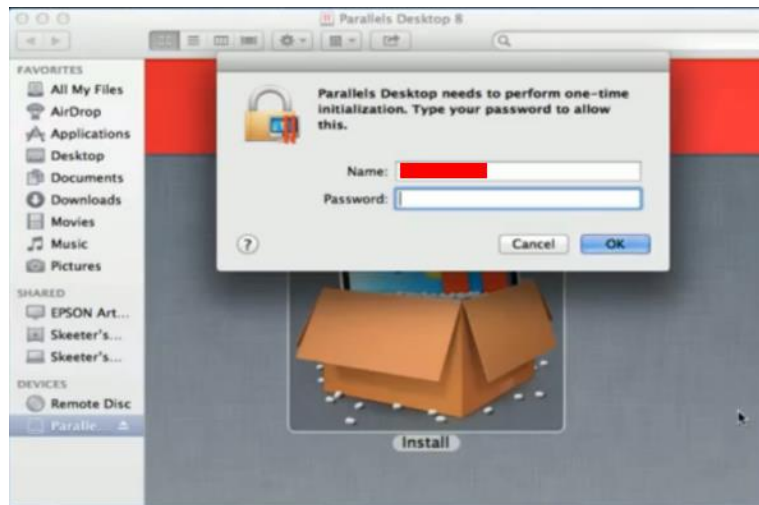 Parallels Desktop 8
FAVORITES
All My Files
AirDrop
Applications
Desktop
Documents
Downloads
Movies
Music
Pictures
SHARED
EPSON Art...
Skeeter's...
Skeeter's...
DEVICES
Remote Disc
Paralle...
Parallels Desktop needs to perform one-time
initialization. Type your password to allow
this.
Name:
Password:
?
Cancel
OK
Install